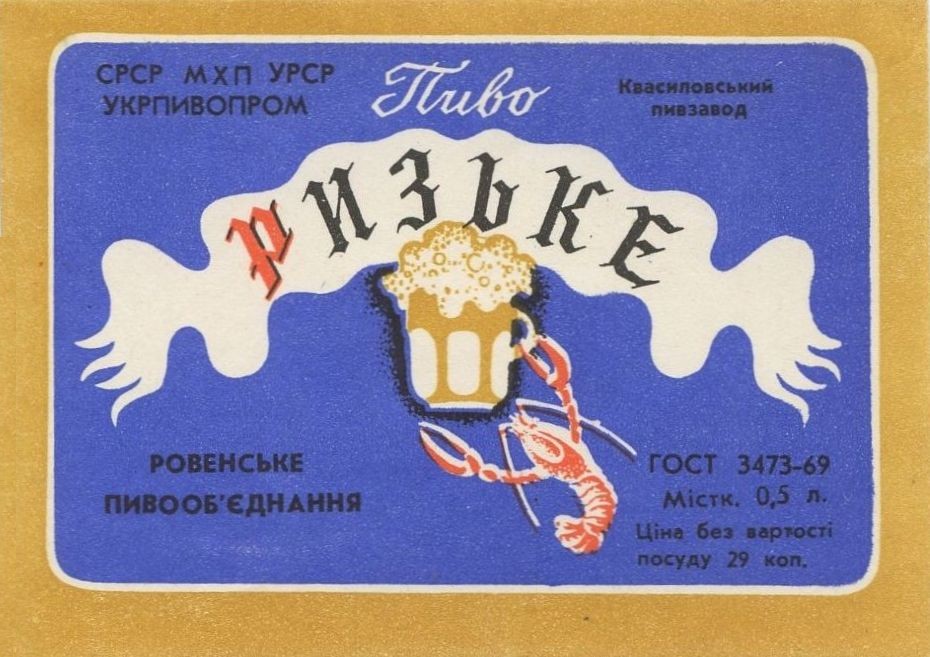 СРСР МХП УРСР
УКРПИВОПРОМ
Пиво
Квасиловський
пивзавод
РИЗЬКЕ
РОВЕНСЬКЕ
ПИВООБ'ЄДНАННЯ
ГОСТ 3473-69
Містк. 0,5 л.
Ціна без вартості
посуду 29 коп.